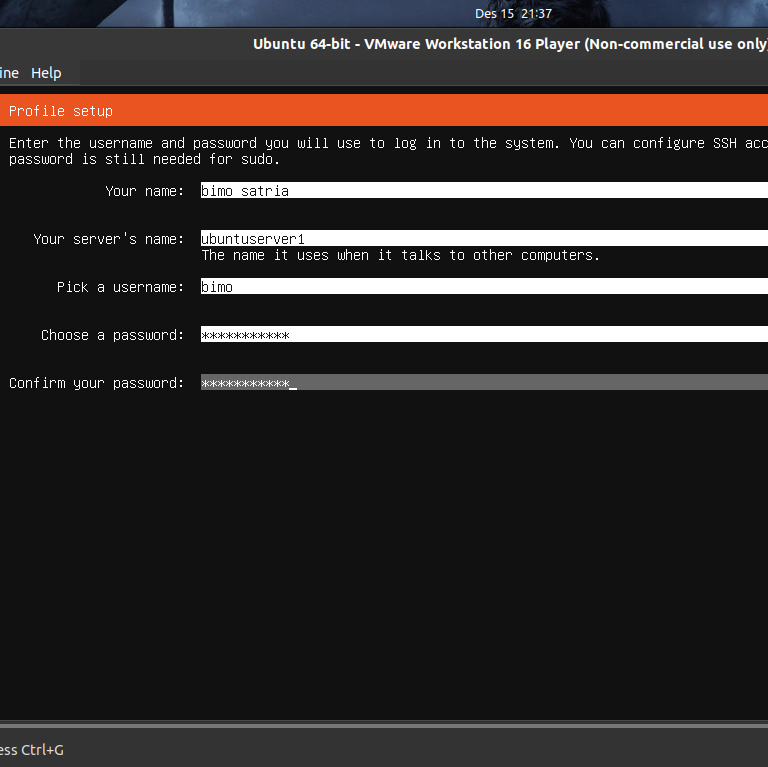 Des 15 21:37
Ubuntu 64-bit - VMware Workstation 16 Player (Non-commercial use only)
ine Help
Profile setup
Enter the username and password you will use to log in to the system. You can configure SSH acc
password is still needed for sudo.
Your name: bimo satria
Your server's name: ubuntuserver1
The name it uses when it talks to other computers.
Pick a username: bimo
Choose a password: ***********
Confirm your password: ***********_
ess Ctrl+G